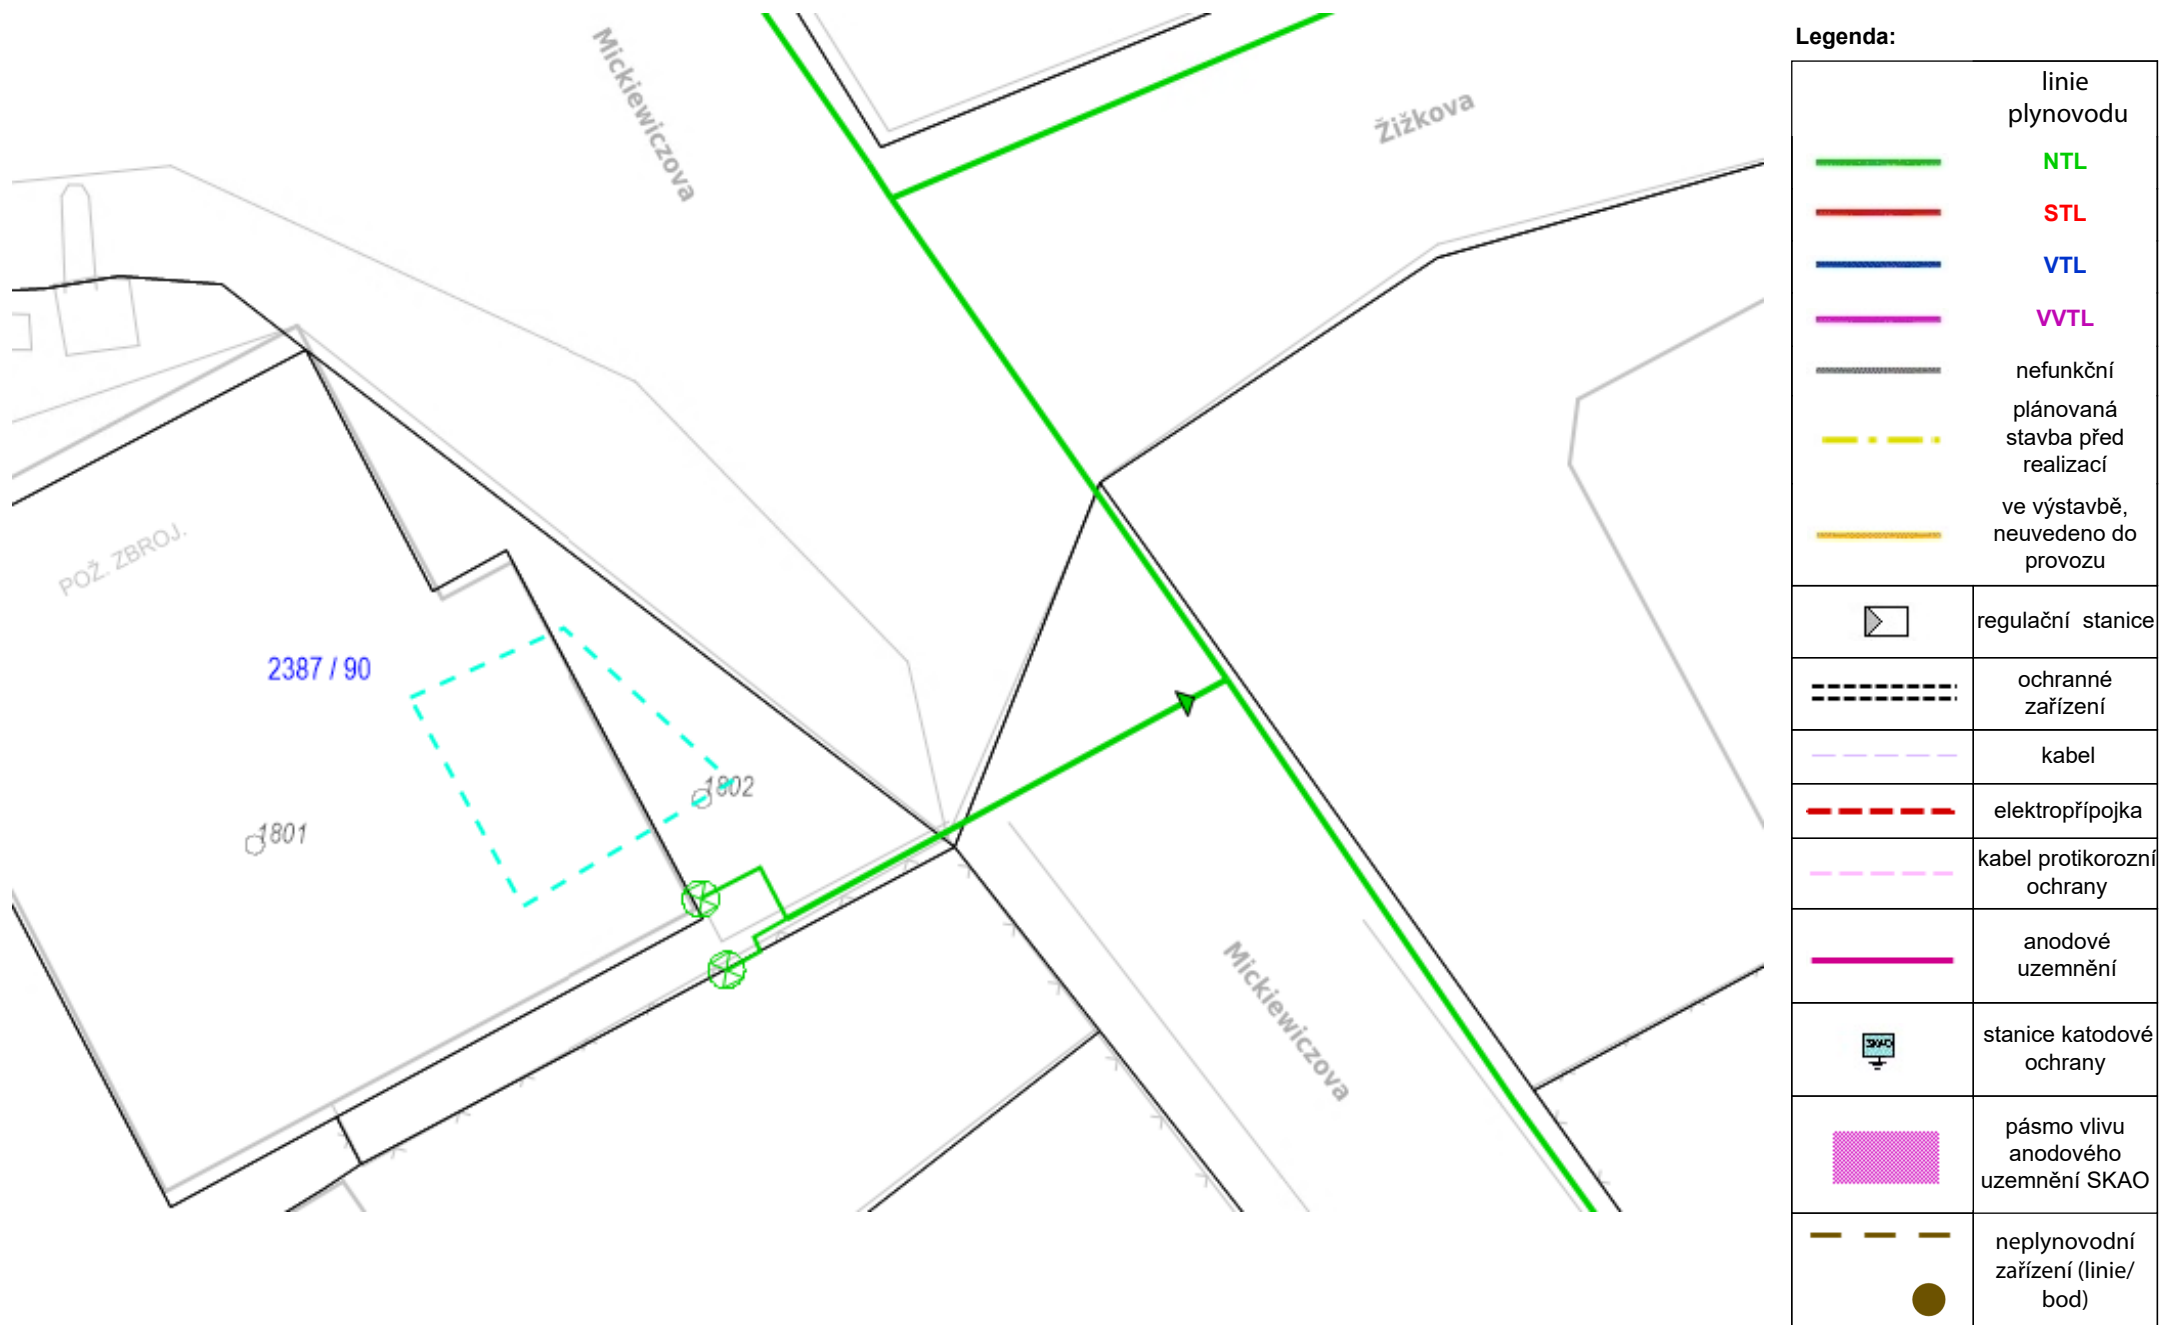 Mickiewiczova
Žižkova
POŽ. ZBROJ.
2387 / 90
1802
1801
Mickiewiczova
Legenda:
linie
plynovodu
NTL
STL
VTL
VVTL
nefunkční
plánovaná
stavba před
realizací
ve výstavbě,
neuvedeno do
provozu
regulační stanice
ochranné
zařízení
kabel
elektropřípojka
kabel protikorozní
ochrany
anodové
uzemnění
SKAO
stanice katodové
ochrany
pásmo vlivu
anodového
uzemnění SKAO
neplynovodní
zařízení (linie/
bod)